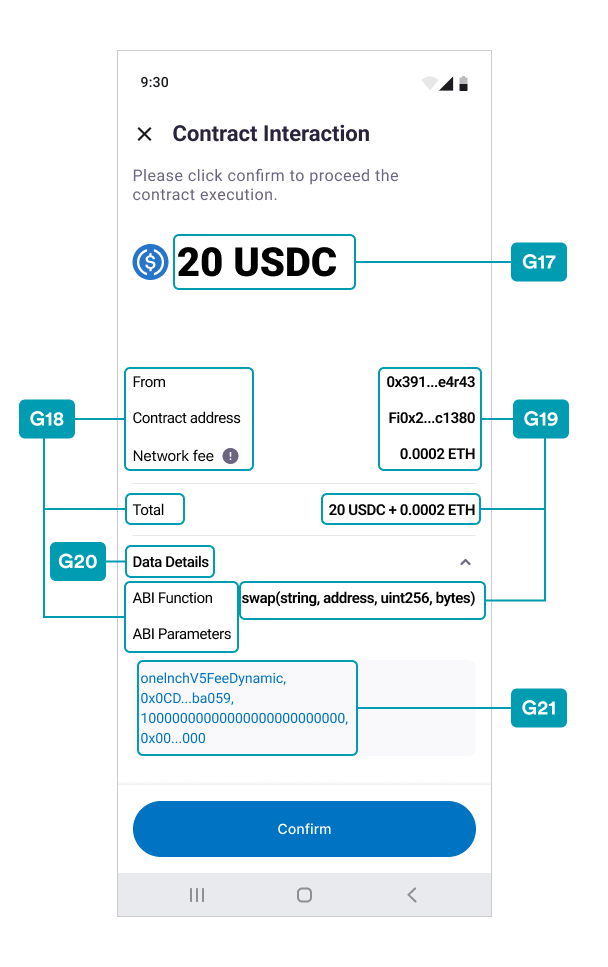 9:30
Contract Interaction
Please click confirm to proceed the
contract execution.
20 USDC
G17
From 0x391...e4r43
G18
Contract address Fi0x2...c1380
G19
Network fee 0.0002 ETH
Total 20 USDC + 0.0002 ETH
G20
Data Details
ABI Function swap(string, address, uint256, bytes)
ABI Parameters
oneInchV5FeeDynamic,
0x0CD...ba059,
10000000000000000000000000,
0x00...000
G21
Confirm